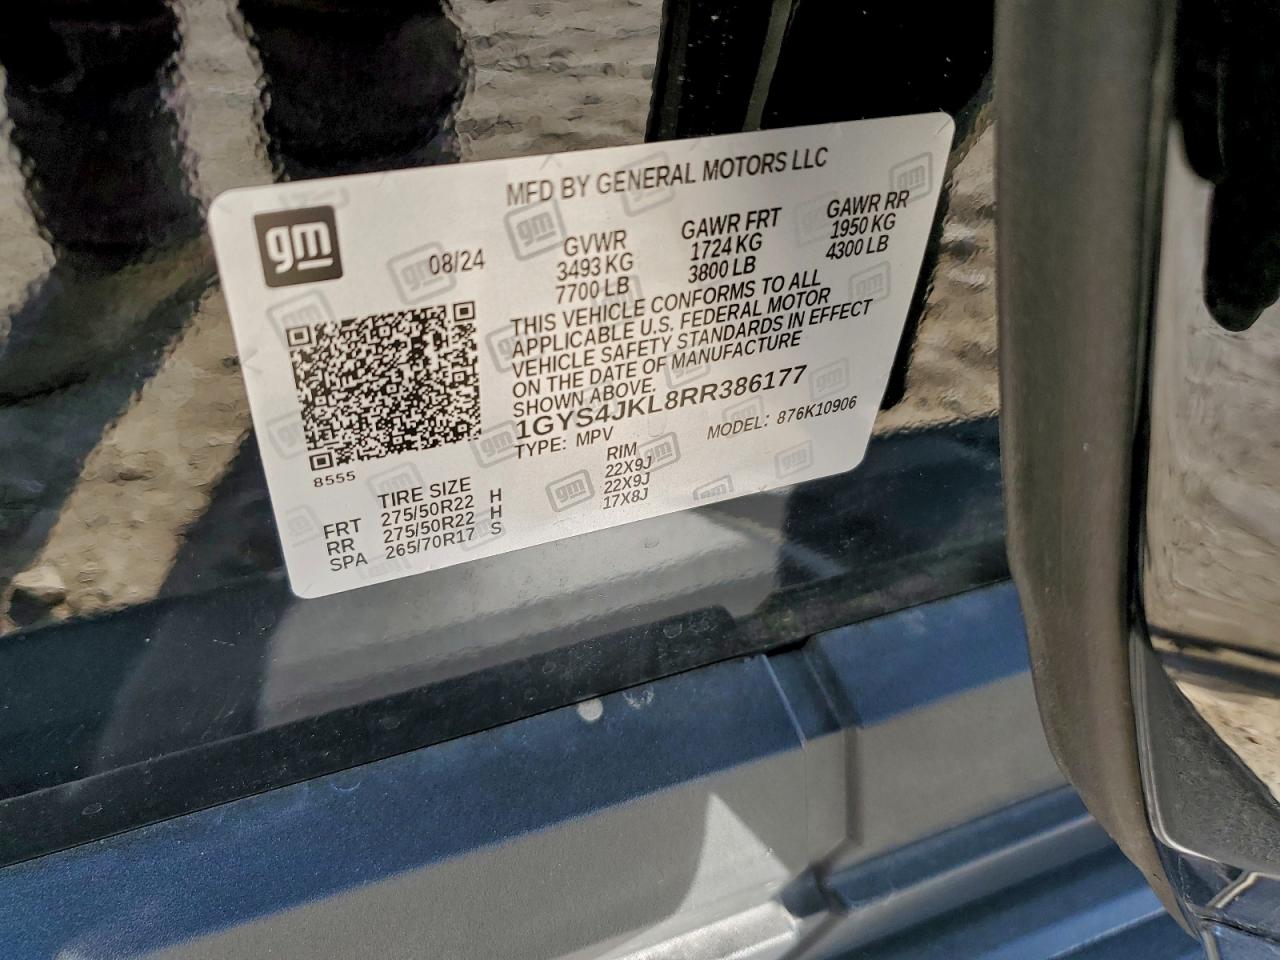 MFD BY GENERAL MOTORS LLC
gm
08/24
GVWR
3493 KG
7700 LB
GAWR FRT
1724 KG
3800 LB
GAWR RR
1950 KG
4300 LB
THIS VEHICLE CONFORMS TO ALL
APPLICABLE U.S. FEDERAL MOTOR
VEHICLE SAFETY STANDARDS IN EFFECT
ON THE DATE OF MANUFACTURE
SHOWN ABOVE.
1GYS4JKL8RR386177
TYPE: MPV
MODEL: 876K10906
8555
TIRE SIZE
RIM
FRT 275/50R22 H 22X9J
RR 275/50R22 H 22X9J
SPA 265/70R17 S 17X8J